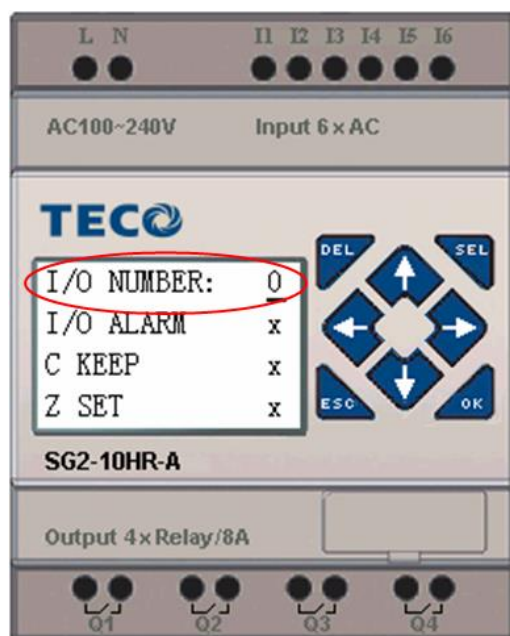 L N I1 I2 I3 I4 I5 I6
AC100~240V Input 6×AC
TECO
DEL SEL
I/O NUMBER: 0
I/O ALARM x
C KEEP x
Z SET x
ESC OK
SG2-10HR-A
Output 4×Relay/8A
Q1 Q2 Q3 Q4